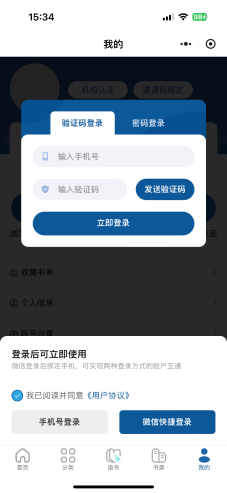 15:34
98+
我的
机构认证
邀请码绑定
验证码登录 密码登录
输入手机号
输入验证码 发送验证码
立即登录
收藏书录
个人信息
账号设置
登录后可立即使用
微信登录后绑定手机，可实现两种登录方式的账户互通
我已阅读并同意《用户协议》
手机号登录 微信快捷登录
首页 分类 选书 书架 我的